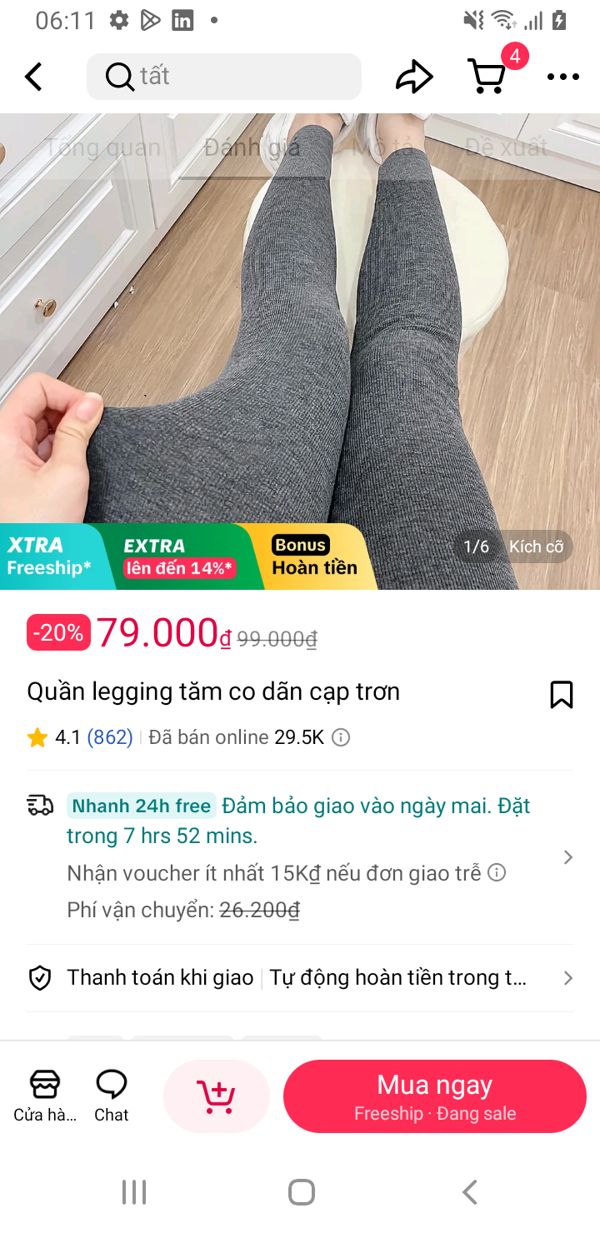 06:11
4
tất
Tổng quan Đánh giá Mô tả Đề xuất
XTRA
Freeship*
EXTRA
lên đến 14%*
Bonus
Hoàn tiền
1/6 Kích cỡ
-20% 79.000₫ 99.000₫
Quần legging tăm co dãn cạp trơn
4.1 (862) Đã bán online 29.5K
Nhanh 24h free Đảm bảo giao vào ngày mai. Đặt
trong 7 hrs 52 mins.
Nhận voucher ít nhất 15K₫ nếu đơn giao trễ
Phí vận chuyển: 26.200₫
Thanh toán khi giao Tự động hoàn tiền trong t...
Cửa hà... Chat
Mua ngay
Freeship · Đang sale